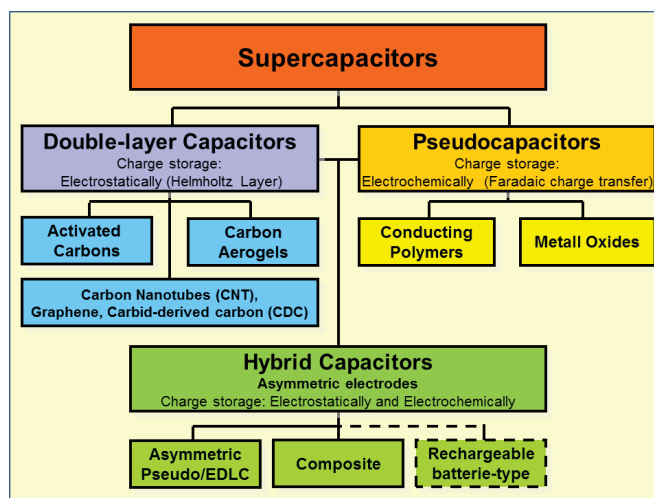 Supercapacitors
Double-layer Capacitors
Charge storage:
Electrostatically (Helmholtz Layer)
Pseudocapacitors
Charge storage:
Electrochemically (Faradaic charge transfer)
Activated
Carbons
Carbon
Aerogels
Conducting
Polymers
Metall Oxides
Carbon Nanotubes (CNT),
Graphene, Carbid-derived carbon (CDC)
Hybrid Capacitors
Asymmetric electrodes
Charge storage: Electrostatically and Electrochemically
Asymmetric
Pseudo/EDLC
Composite
Rechargeable
batterie-type